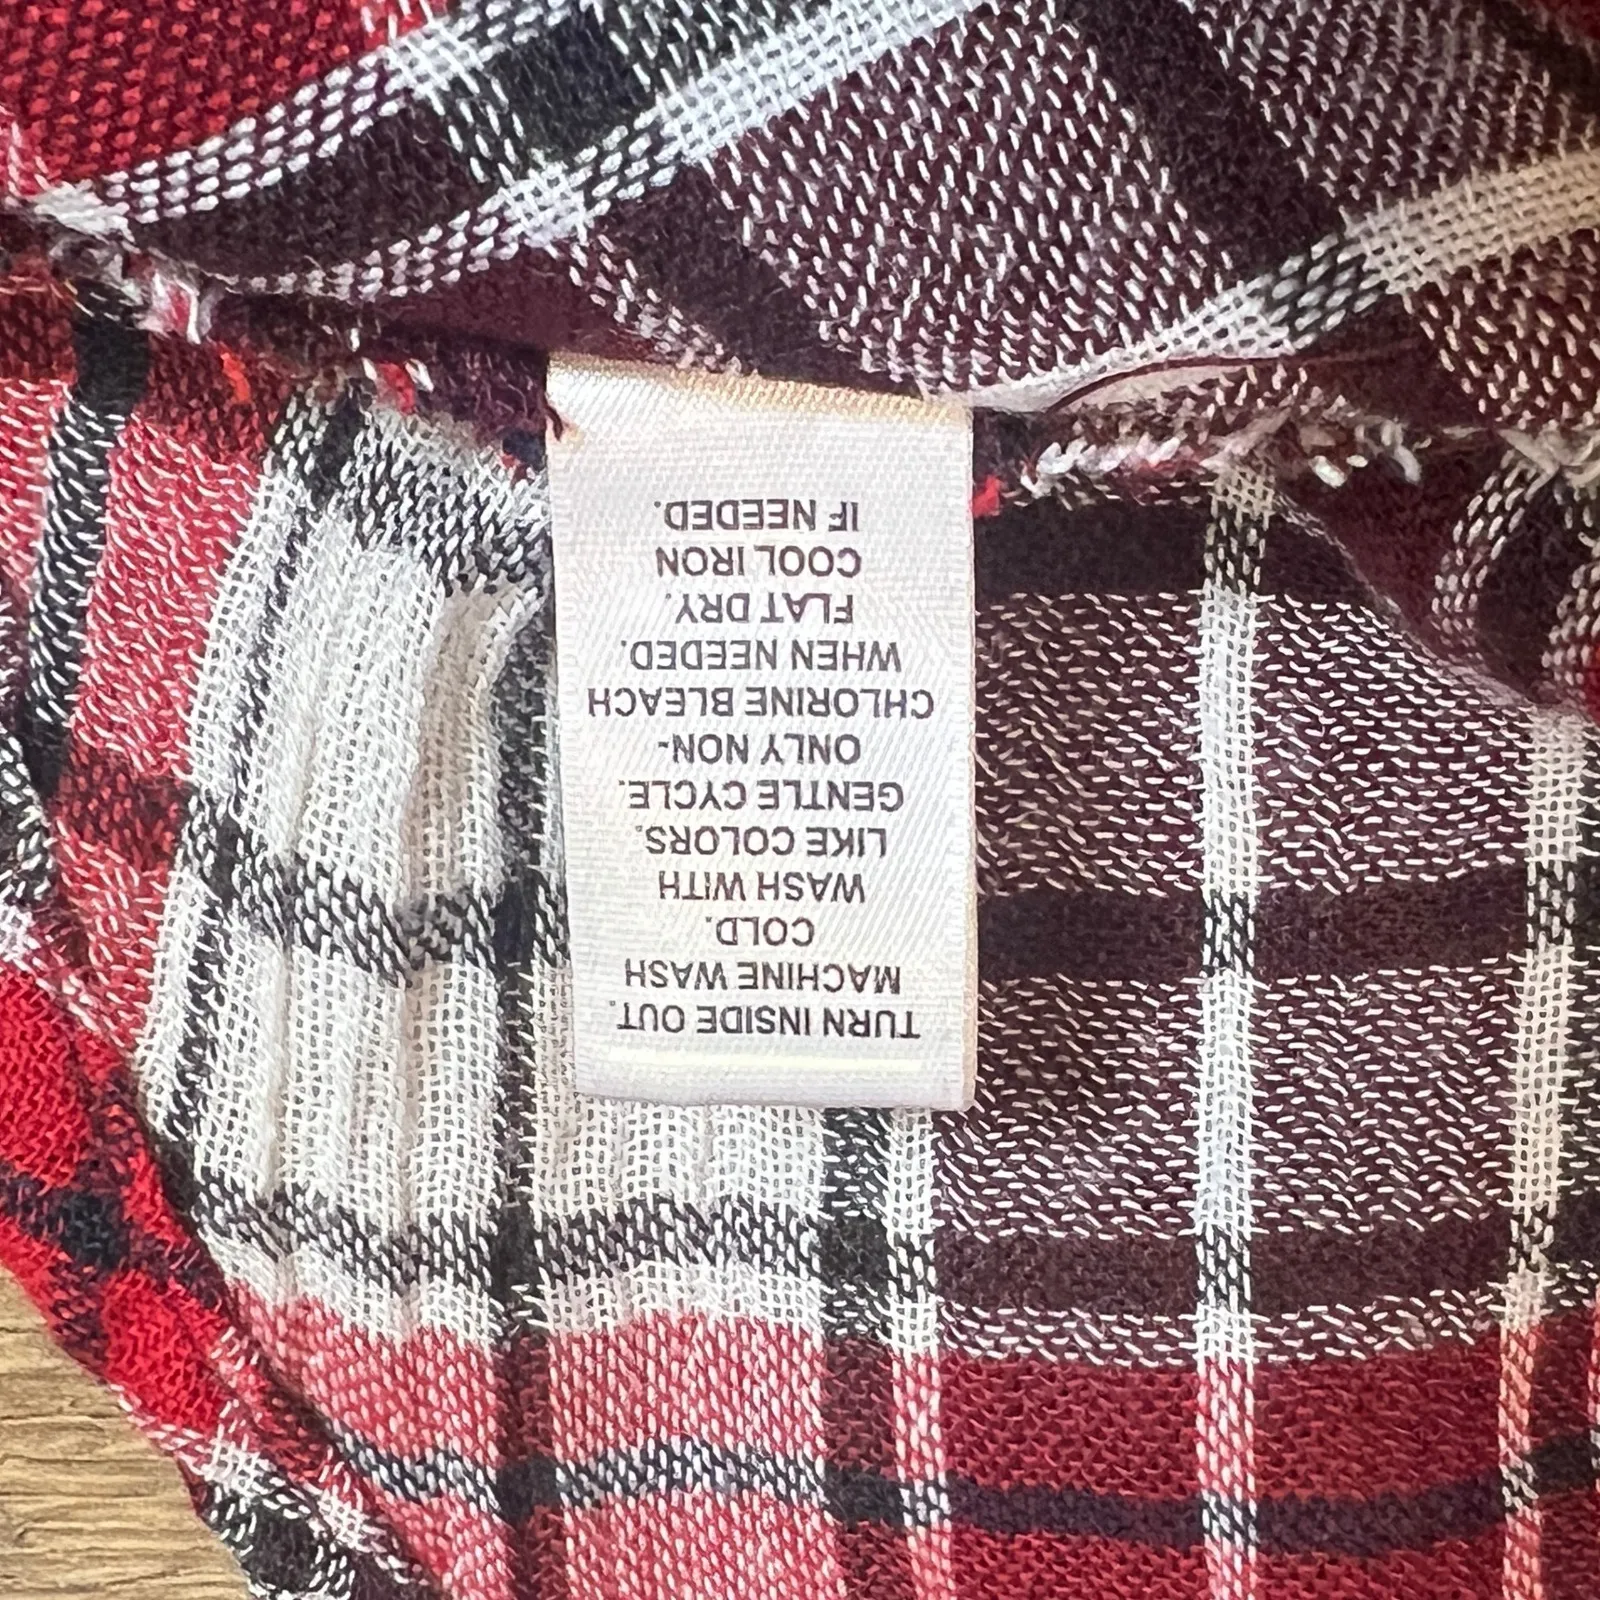 TURN INSIDE OUT.
MACHINE WASH
COLD.
WASH WITH
LIKE COLORS.
GENTLE CYCLE.
ONLY NON-
CHLORINE BLEACH
WHEN NEEDED.
FLAT DRY.
COOL IRON
IF NEEDED.